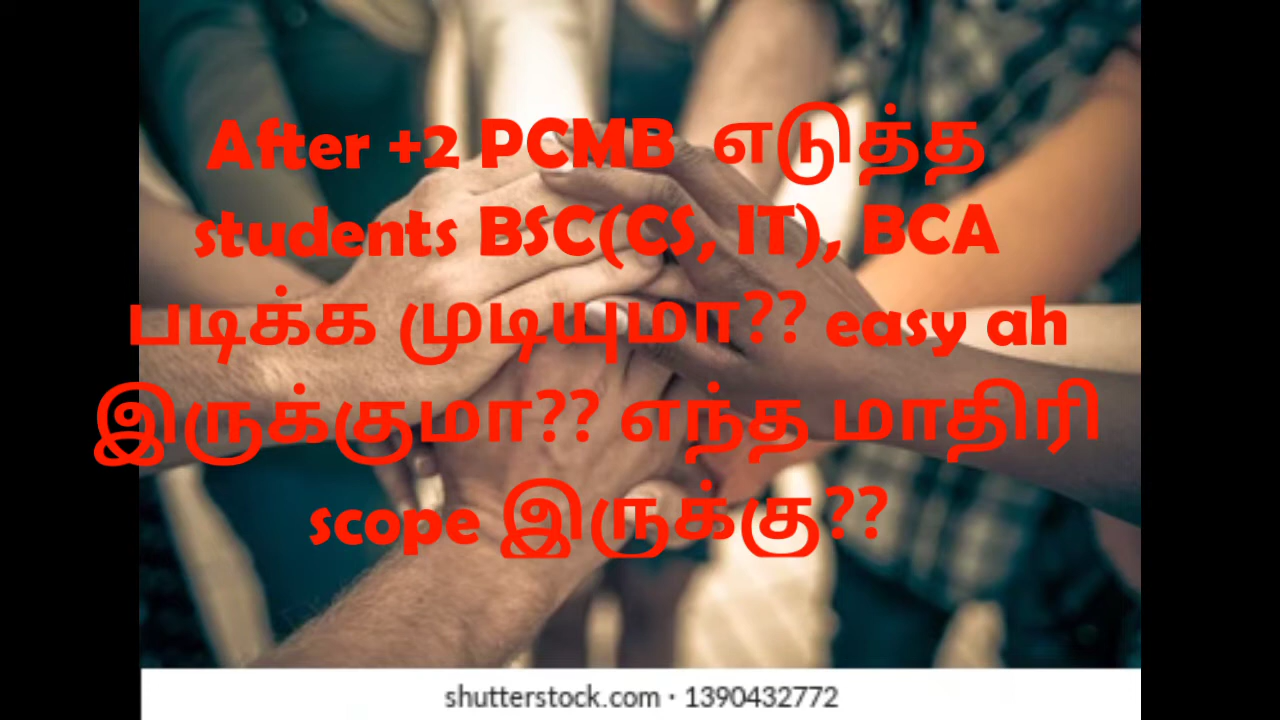 After +2 PCMB எடுத்த
students BSC(CS, IT), BCA
படிக்க முடியுமா?? easy ah
இருக்குமா?? எந்த மாதிரி
scope இருக்கு??
shutterstock.com · 1390432772